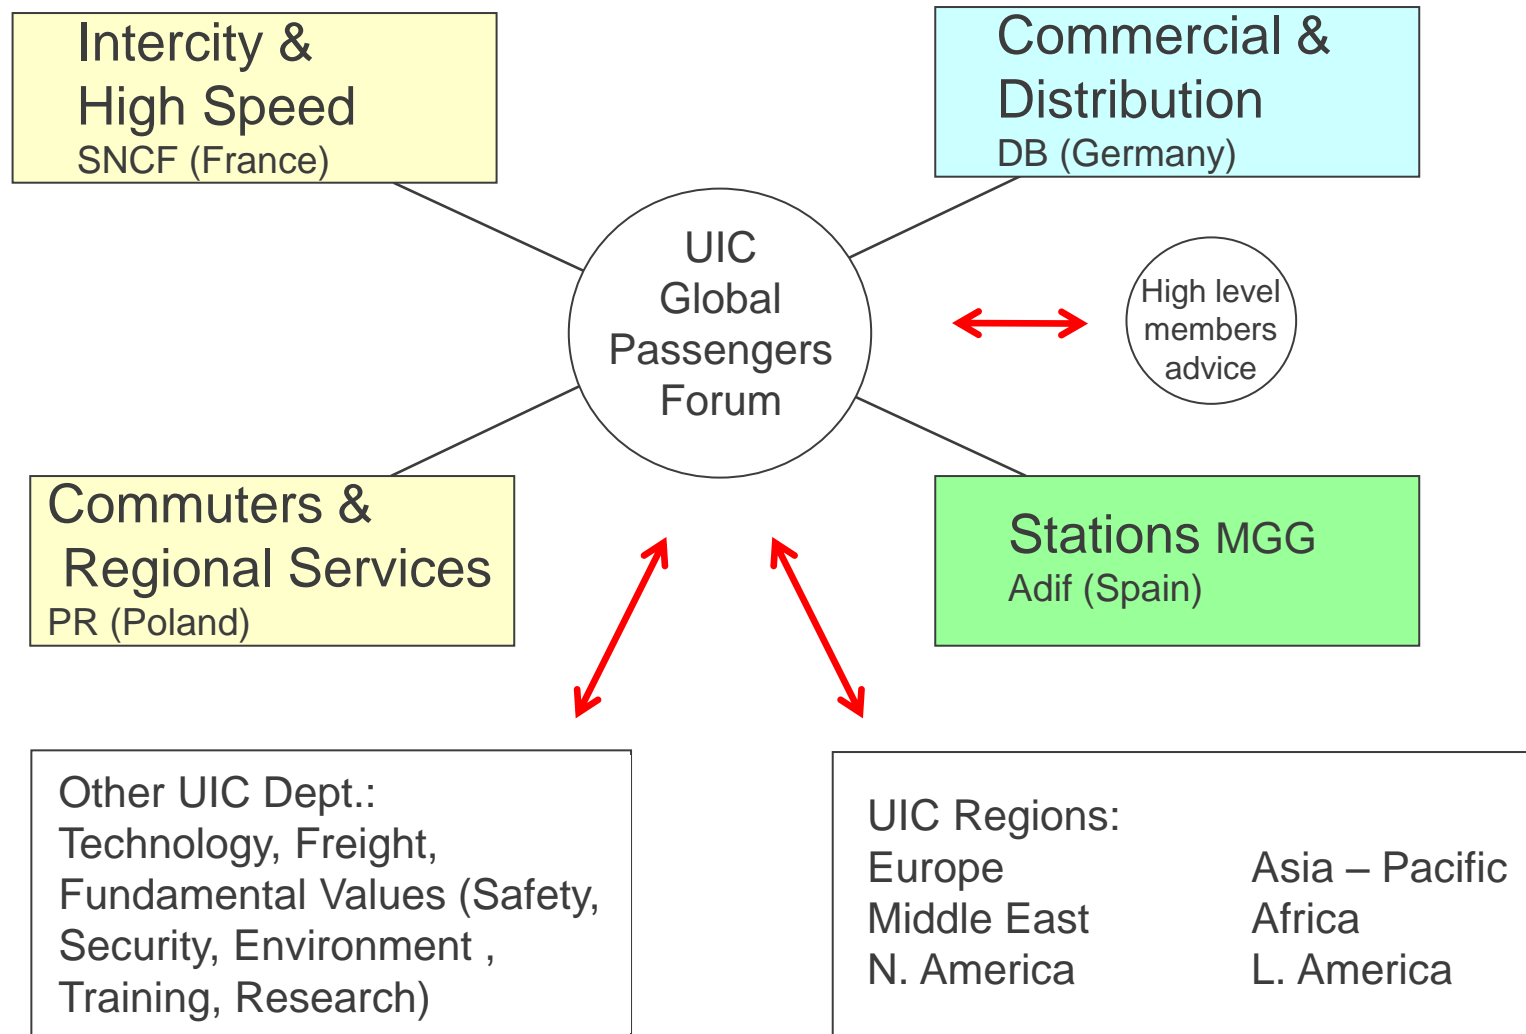 Intercity &
High Speed
SNCF (France)
Commercial &
Distribution
DB (Germany)
UIC
Global
Passengers
Forum
High level
members
advice
Commuters &
Regional Services
PR (Poland)
Stations MGG
Adif (Spain)
Other UIC Dept.:
Technology, Freight,
Fundamental Values (Safety,
Security, Environment ,
Training, Research)
UIC Regions:
Europe Asia – Pacific
Middle East Africa
N. America L. America